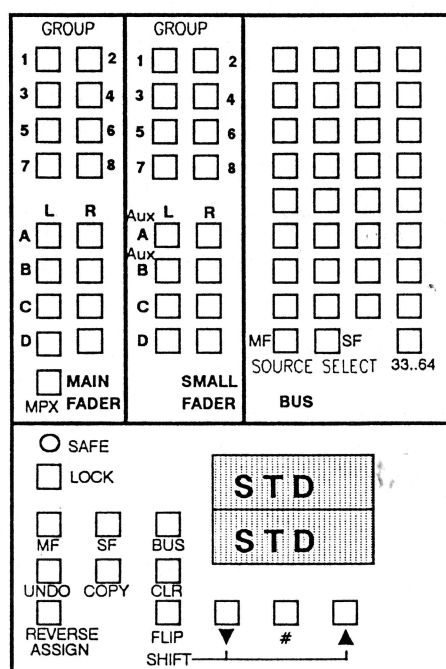 GROUP
1 2
3 4
5 6
7 8
L R
A
B
C
D
MPX
MAIN
FADER
GROUP
1 2
3 4
5 6
7 8
Aux L R
A
Aux
B
C
D
SMALL
FADER
MF SF
SOURCE SELECT 33..64
BUS
SAFE
LOCK
STD
STD
MF SF BUS
UNDO COPY CLR
REVERSE
ASSIGN
FLIP ▼ # ▲
SHIFT